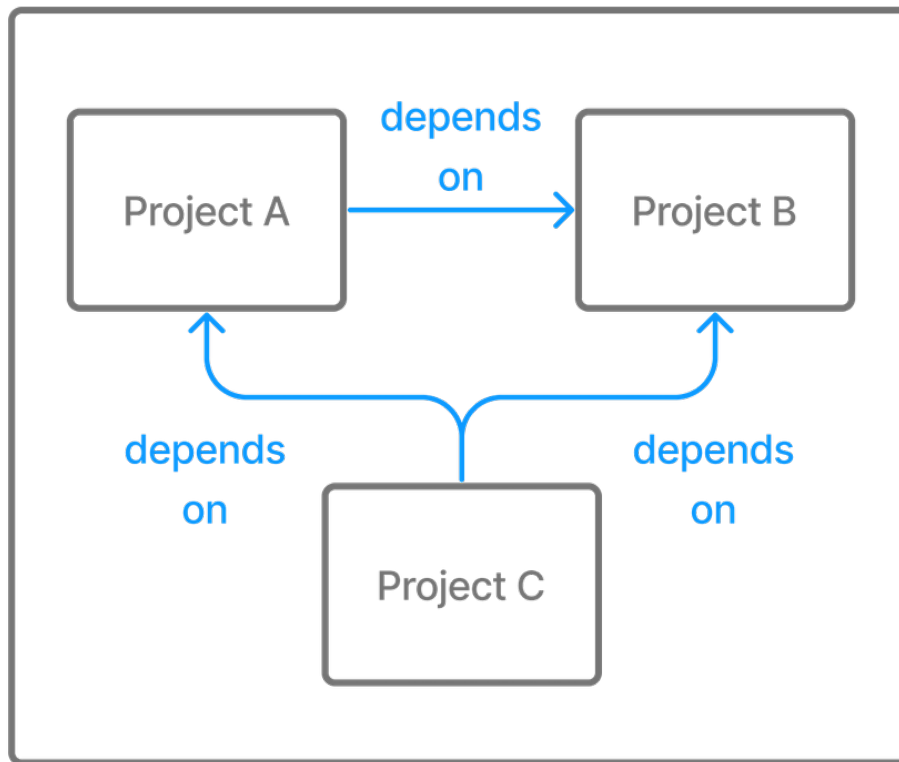 depends
on
Project A
Project B
depends
on
depends
on
Project C